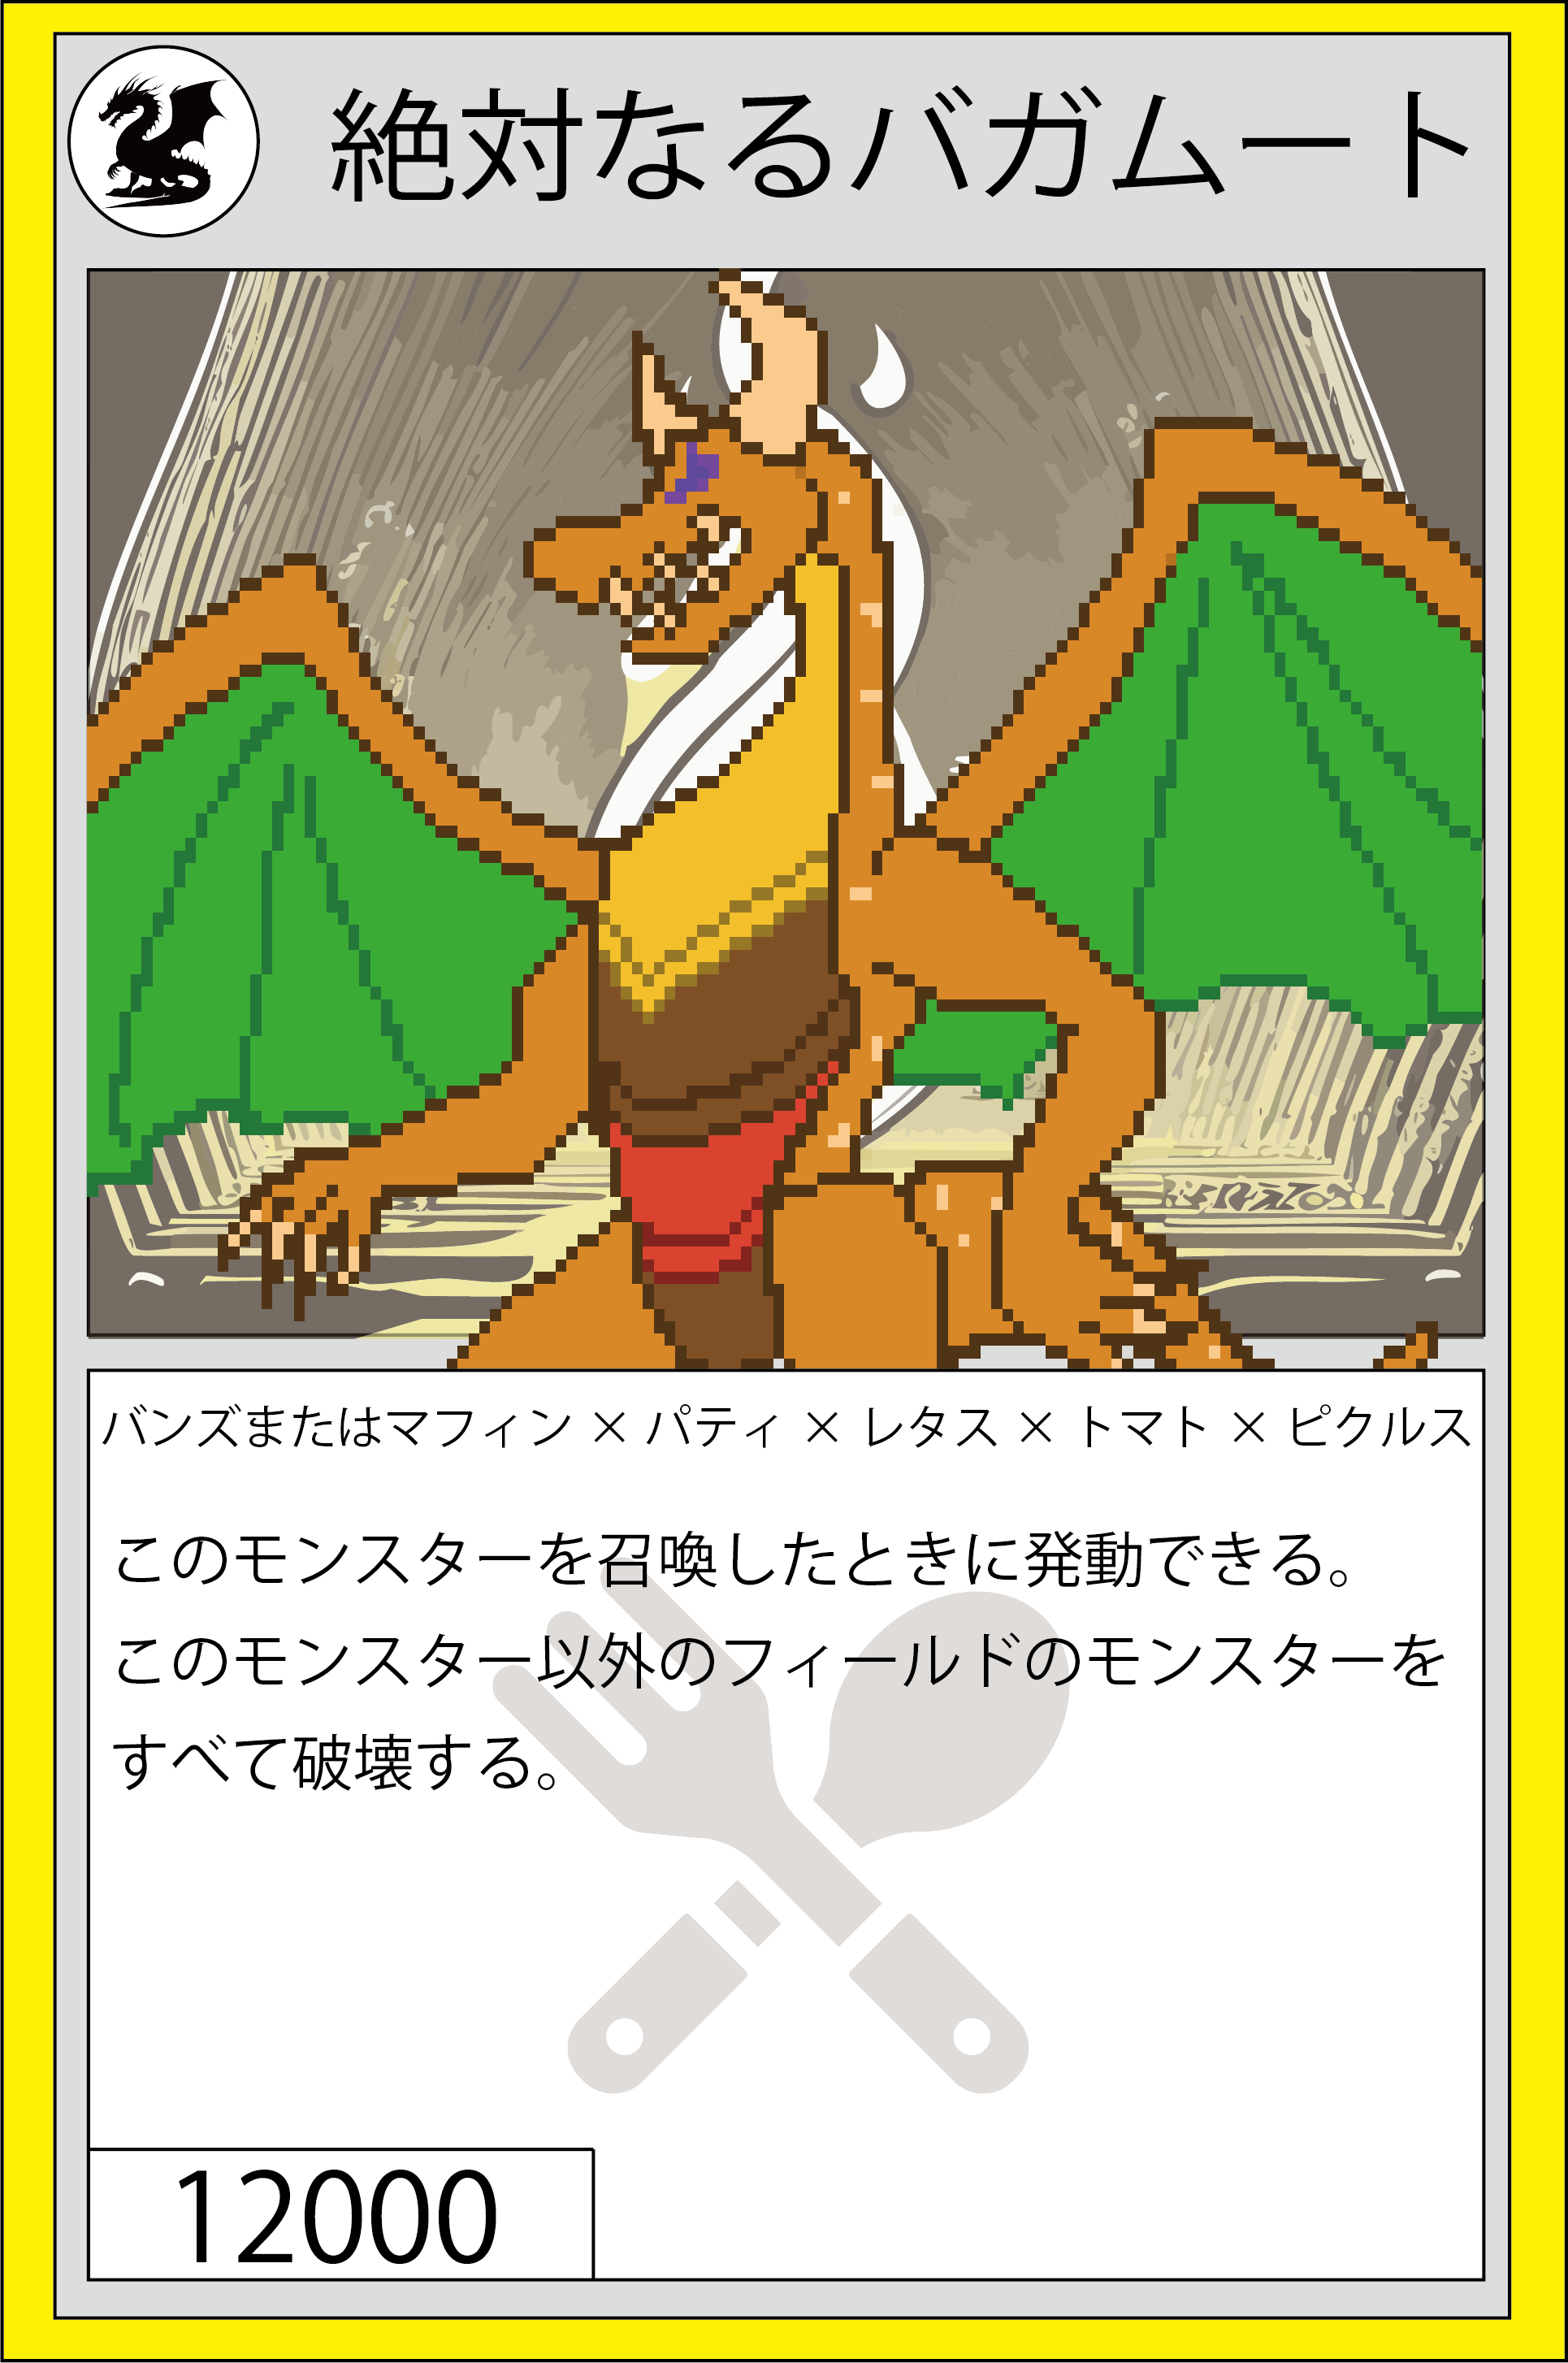 絶対なるバガムート
バンズまたはマフィン × パティ × レタス × トマト × ピクルス
このモンスターを召喚したときに発動できる。
このモンスター以外のフィールドのモンスターを
すべて破壊する。
12000